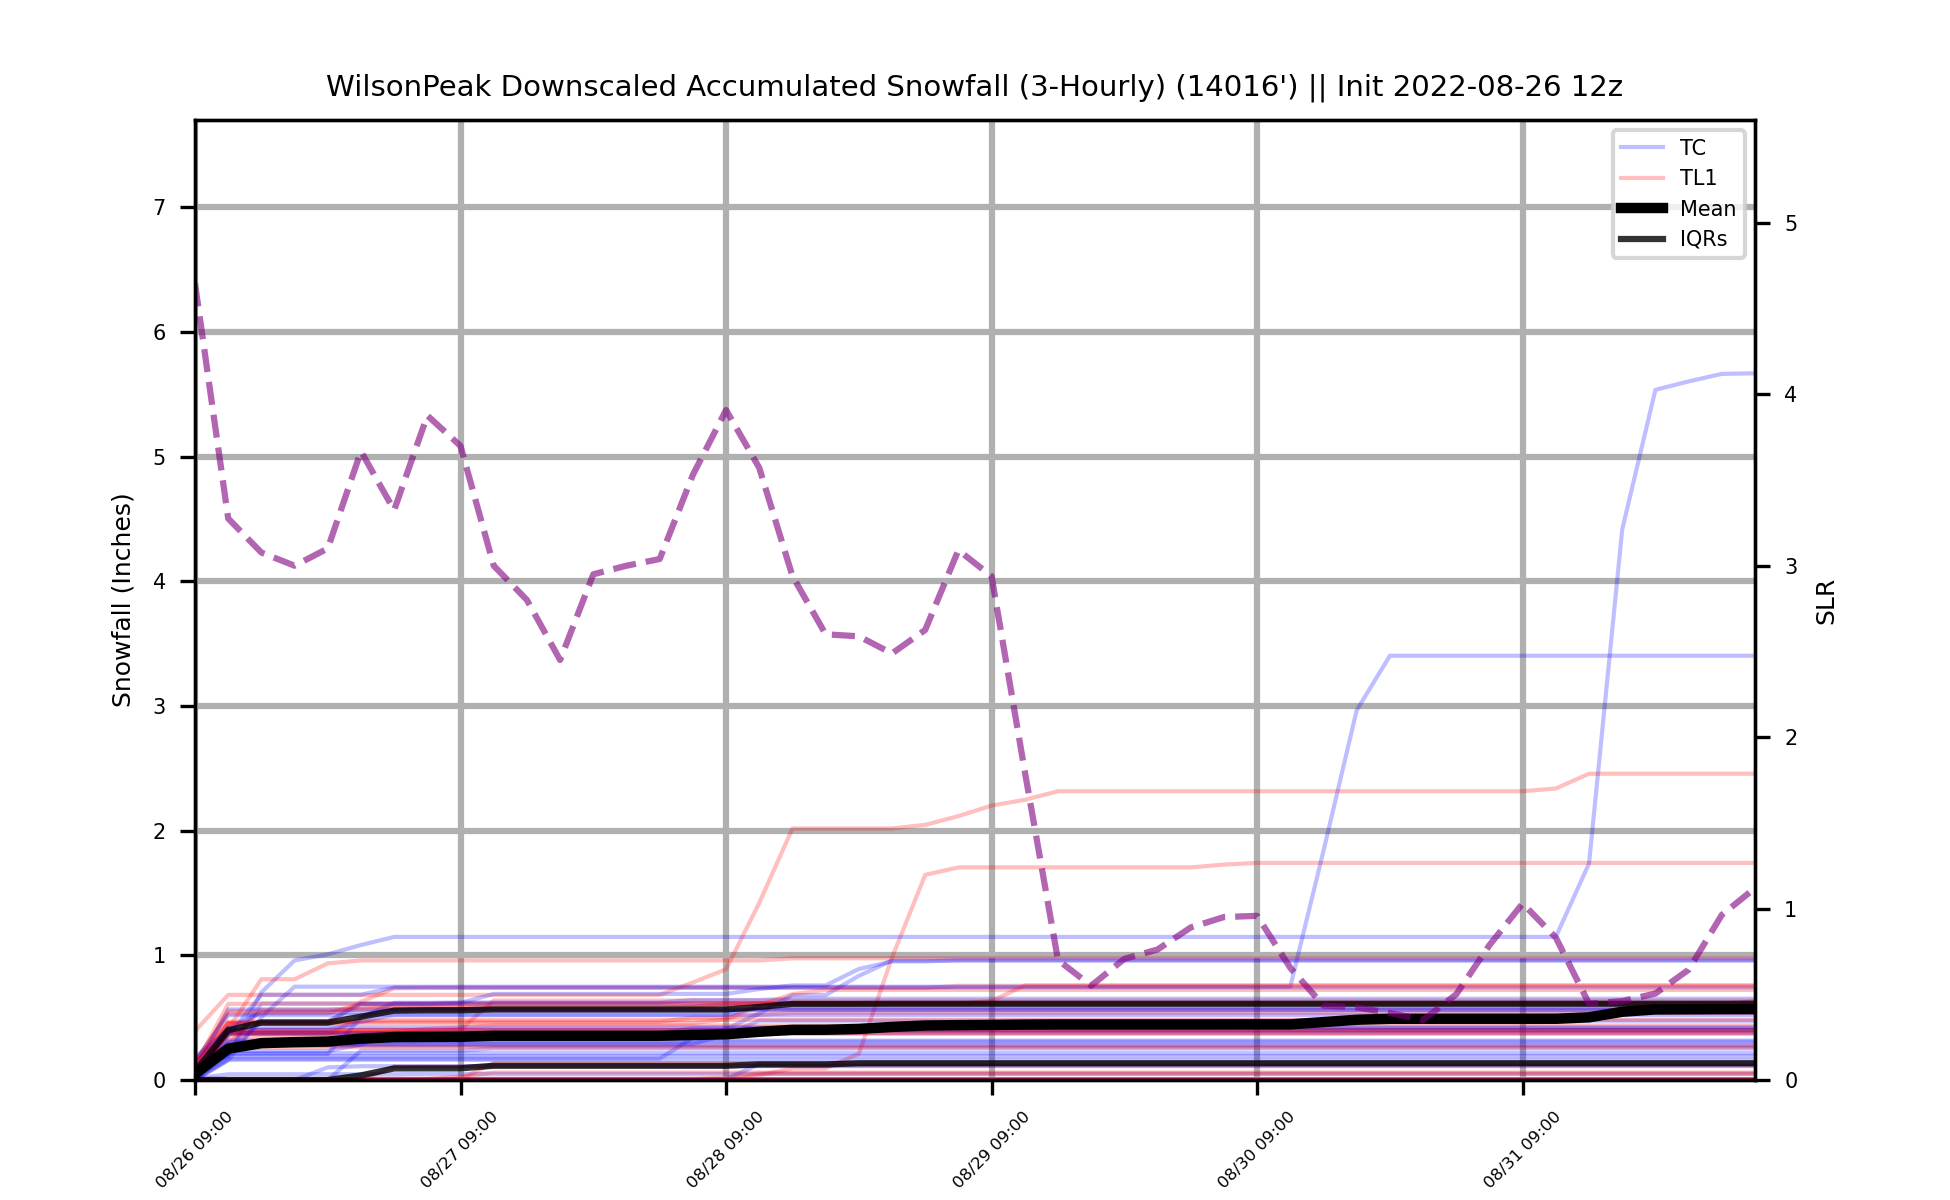 WilsonPeak Downscaled Accumulated Snowfall (3-Hourly) (14016') || Init 2022-08-26 12z
TC
TL1
Mean
IQRs
7
6
5
4
3
2
1
0
Snowfall (Inches)
5
4
3
2
1
0
SLR
08/26 09:00
08/27 09:00
08/28 09:00
08/29 09:00
08/30 09:00
08/31 09:00